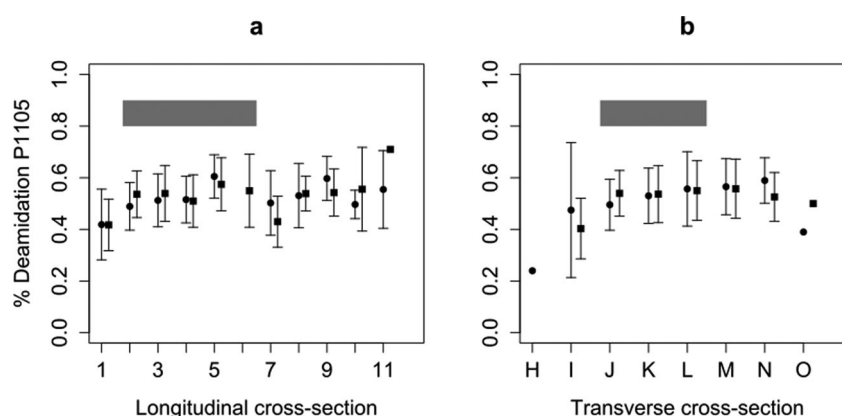 a b
% Deamidation P1105
1.0 1.0
0.8 0.8
0.6 0.6
0.4 0.4
0.2 0.2
0.0 0.0
1 3 5 7 9 11 H I J K L M N O
Longitudinal cross-section Transverse cross-section